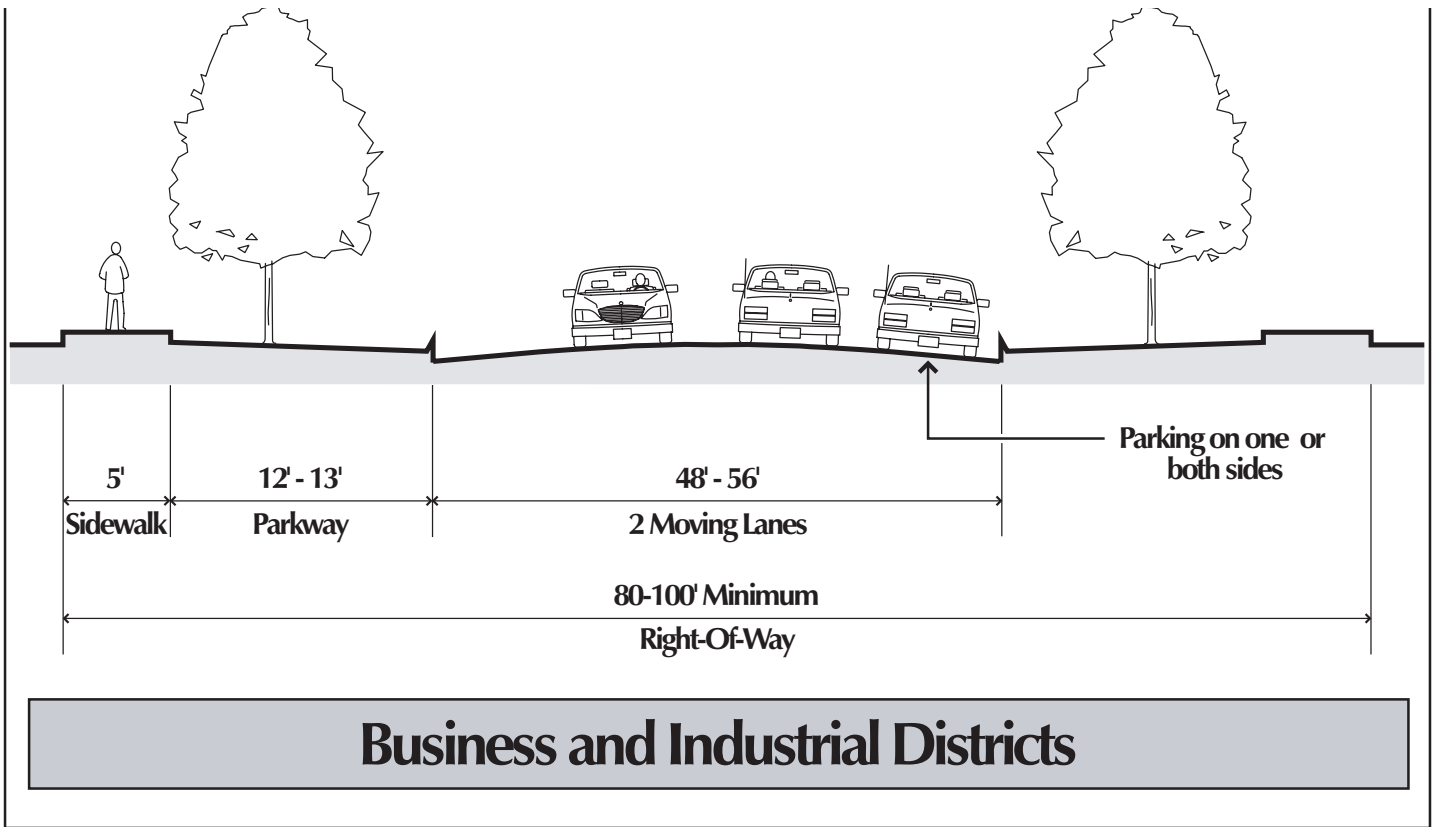 Parking on one or
both sides
5' 12' - 13' 48' - 56'
Sidewalk Parkway 2 Moving Lanes
80-100' Minimum
Right-Of-Way
Business and Industrial Districts